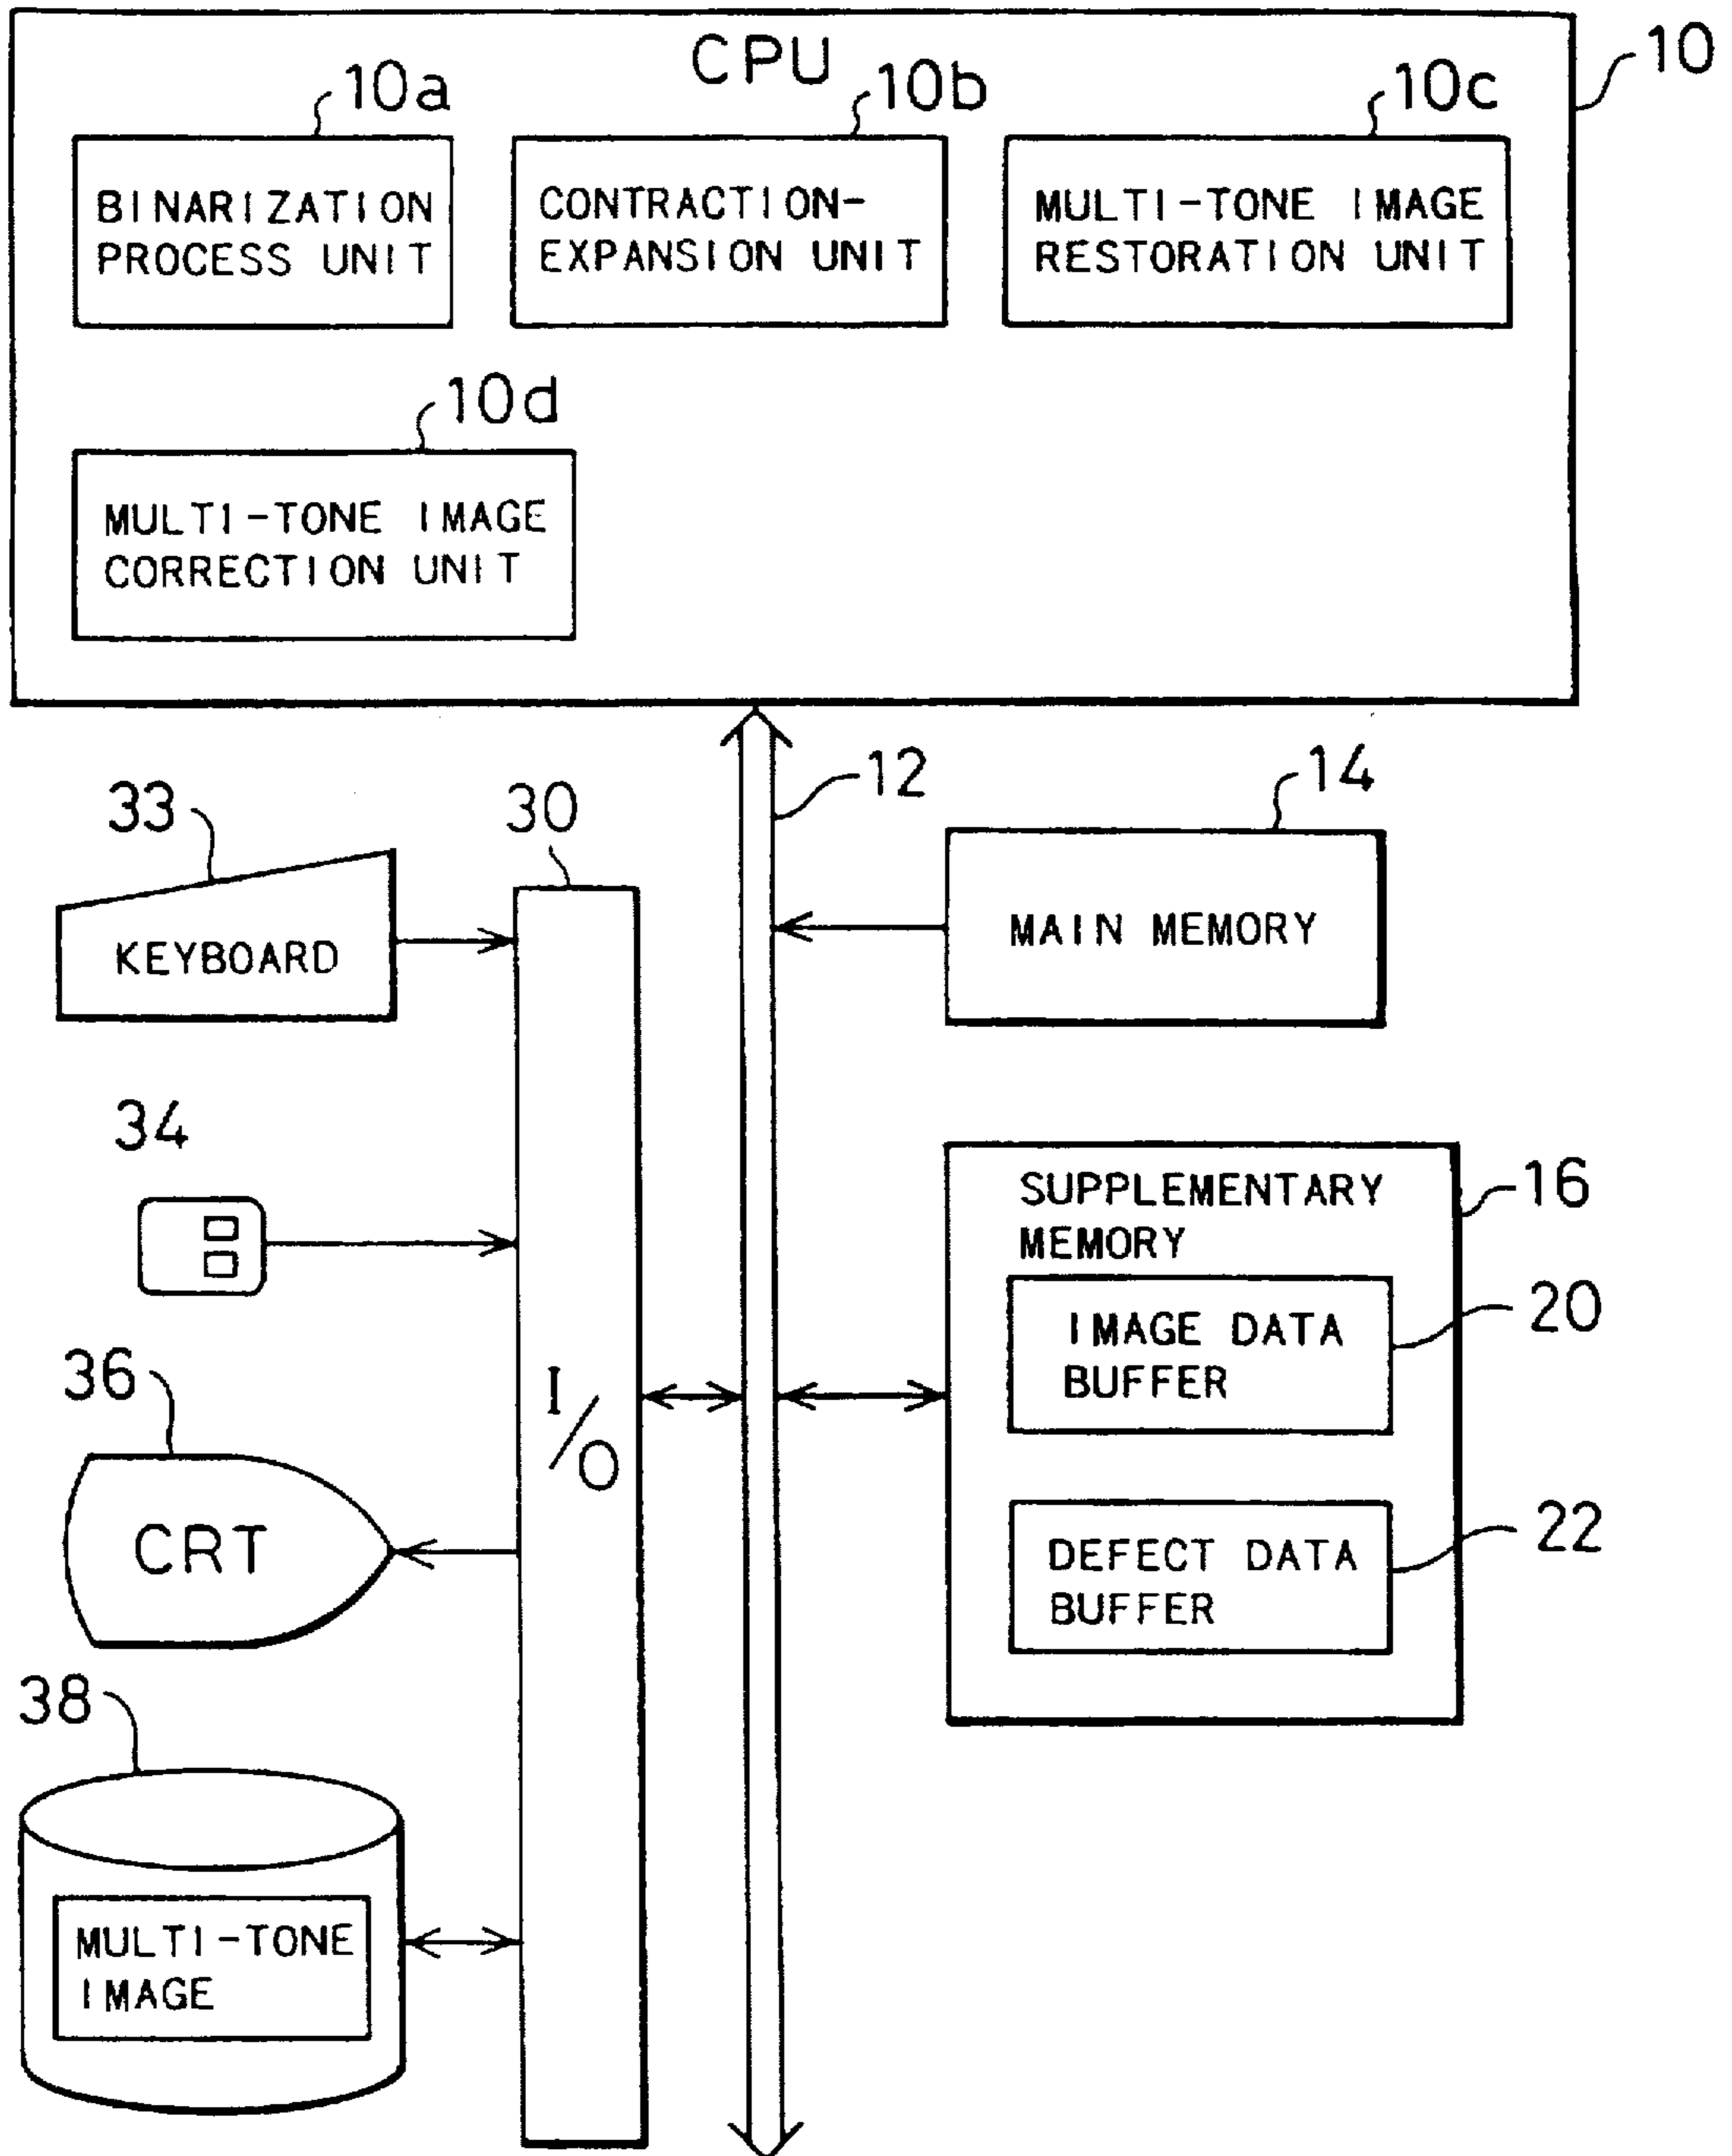 CPU
10
10a
10b
10c
BINARIZATION
PROCESS UNIT
CONTRACTION-
EXPANSION UNIT
MULTI-TONE IMAGE
RESTORATION UNIT
10d
MULTI-TONE IMAGE
CORRECTION UNIT
12
14
33
30
KEYBOARD
MAIN MEMORY
34
SUPPLEMENTARY
MEMORY
16
IMAGE DATA
BUFFER
20
36
I/O
CRT
DEFECT DATA
BUFFER
22
38
MULTI-TONE
IMAGE